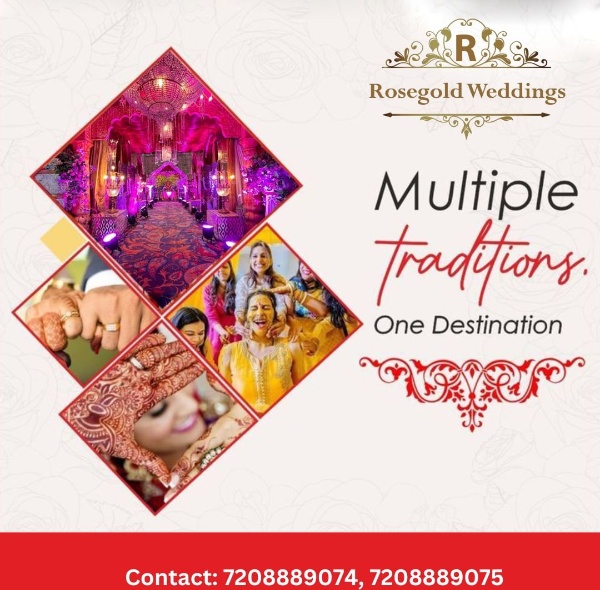 R
Rosegold Weddings
Multiple
traditions.
One Destination
Contact: 7208889074, 7208889075